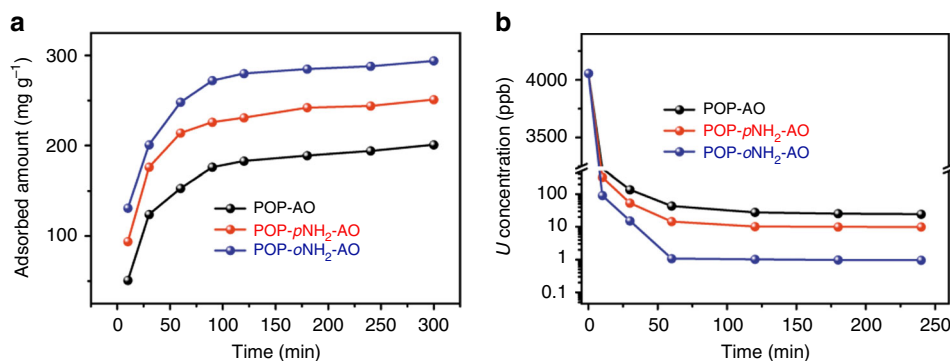 a
Adsorbed amount (mg g⁻¹)
300
200
100
0
50
100
150
200
250
300
Time (min)
POP-AO
POP-pNH₂-AO
POP-oNH₂-AO
b
U concentration (ppb)
4000
3500
100
10
1
0.1
0
50
100
150
200
250
Time (min)
POP-AO
POP-pNH₂-AO
POP-oNH₂-AO